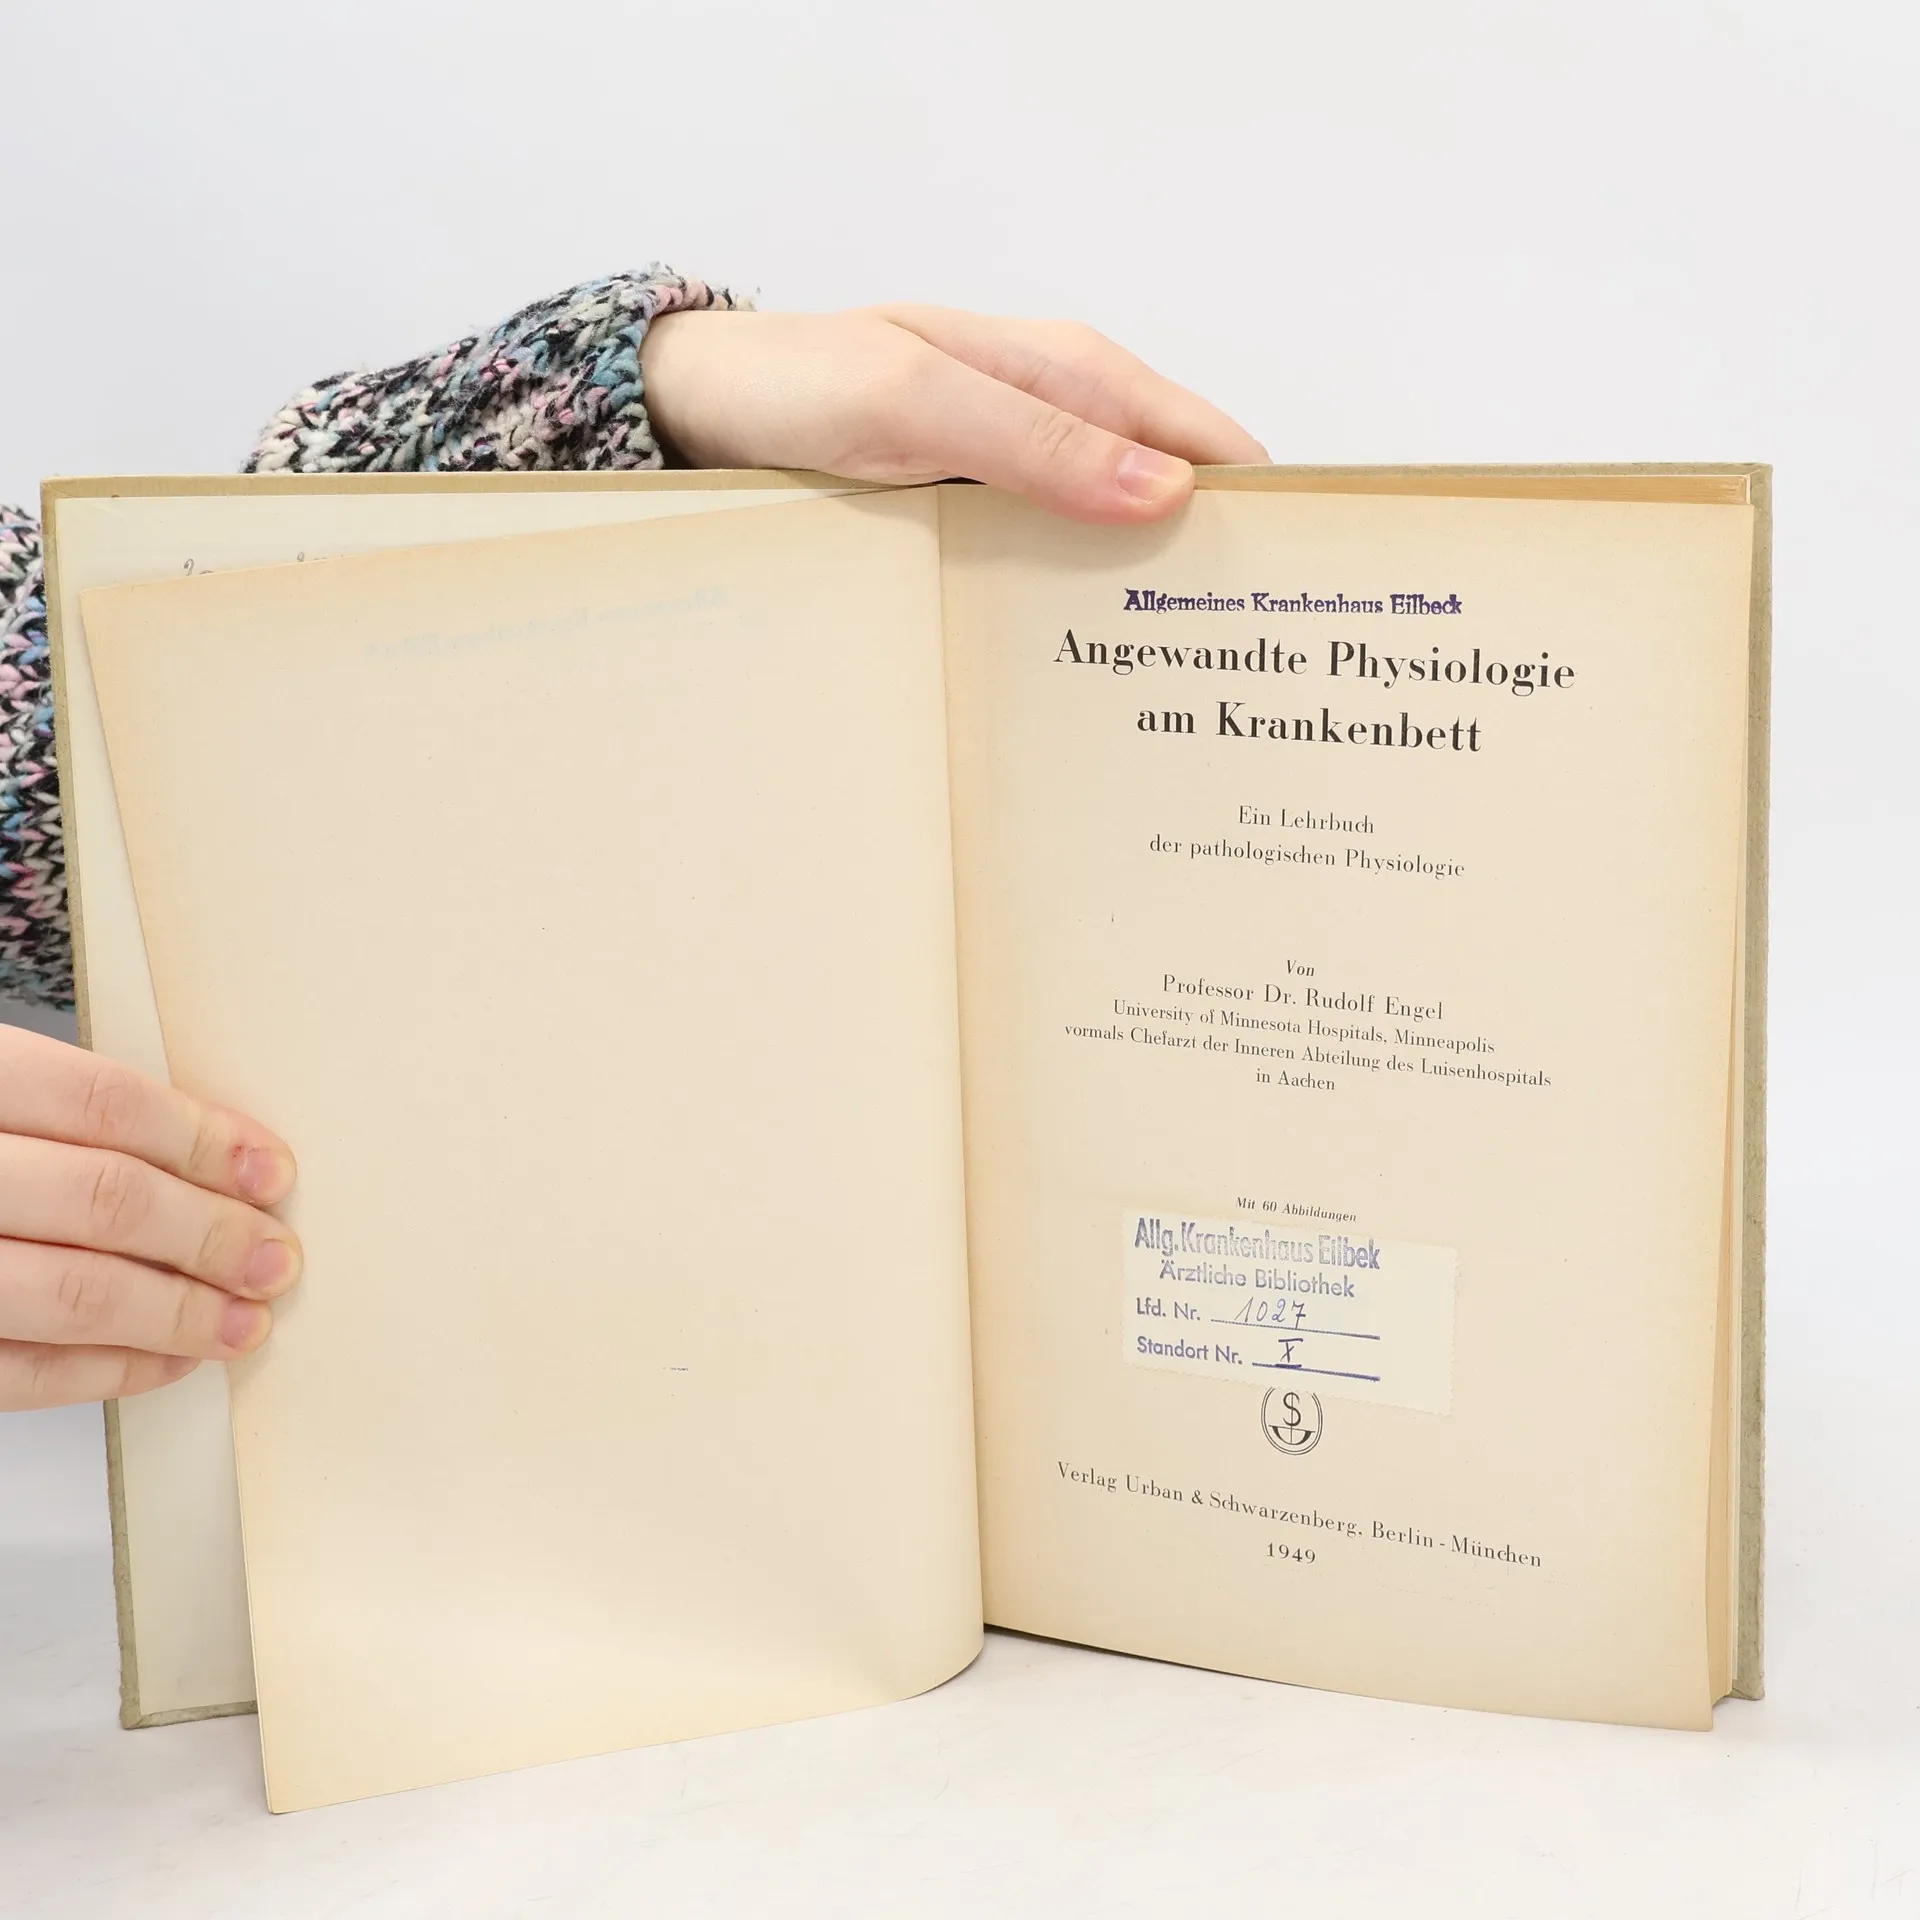 Allgemeines Krankenhaus Eilbeck
Angewandte Physiologie
am Krankenbett
Ein Lehrbuch
der pathologischen Physiologie
Von
Professor Dr. Rudolf Engel
University of Minnesota Hospitals, Minneapolis
vormals Chefarzt der Inneren Abteilung des Luisenhospitals
in Aachen
Mit 60 Abbildungen
Allg. Krankenhaus Eilbek
Ärztliche Bibliothek
Lfd. Nr. 1027
Standort Nr. X
Verlag Urban & Schwarzenberg, Berlin - München
1949